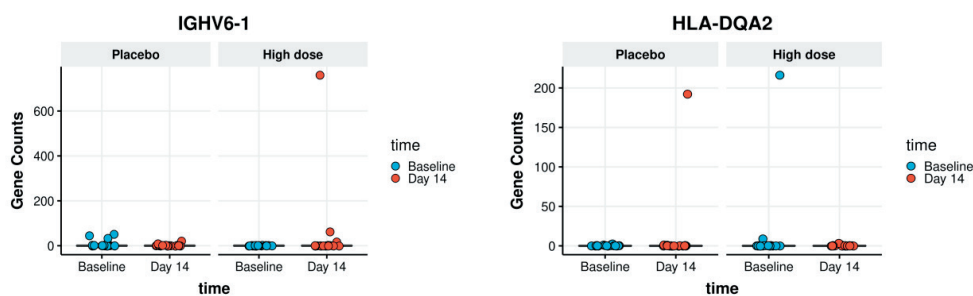 IGHV6-1
Placebo
High dose
Gene Counts
600
400
200
0
Baseline
Day 14
Baseline
Day 14
time
time
Baseline
Day 14
HLA-DQA2
Placebo
High dose
Gene Counts
200
150
100
50
0
Baseline
Day 14
Baseline
Day 14
time
time
Baseline
Day 14